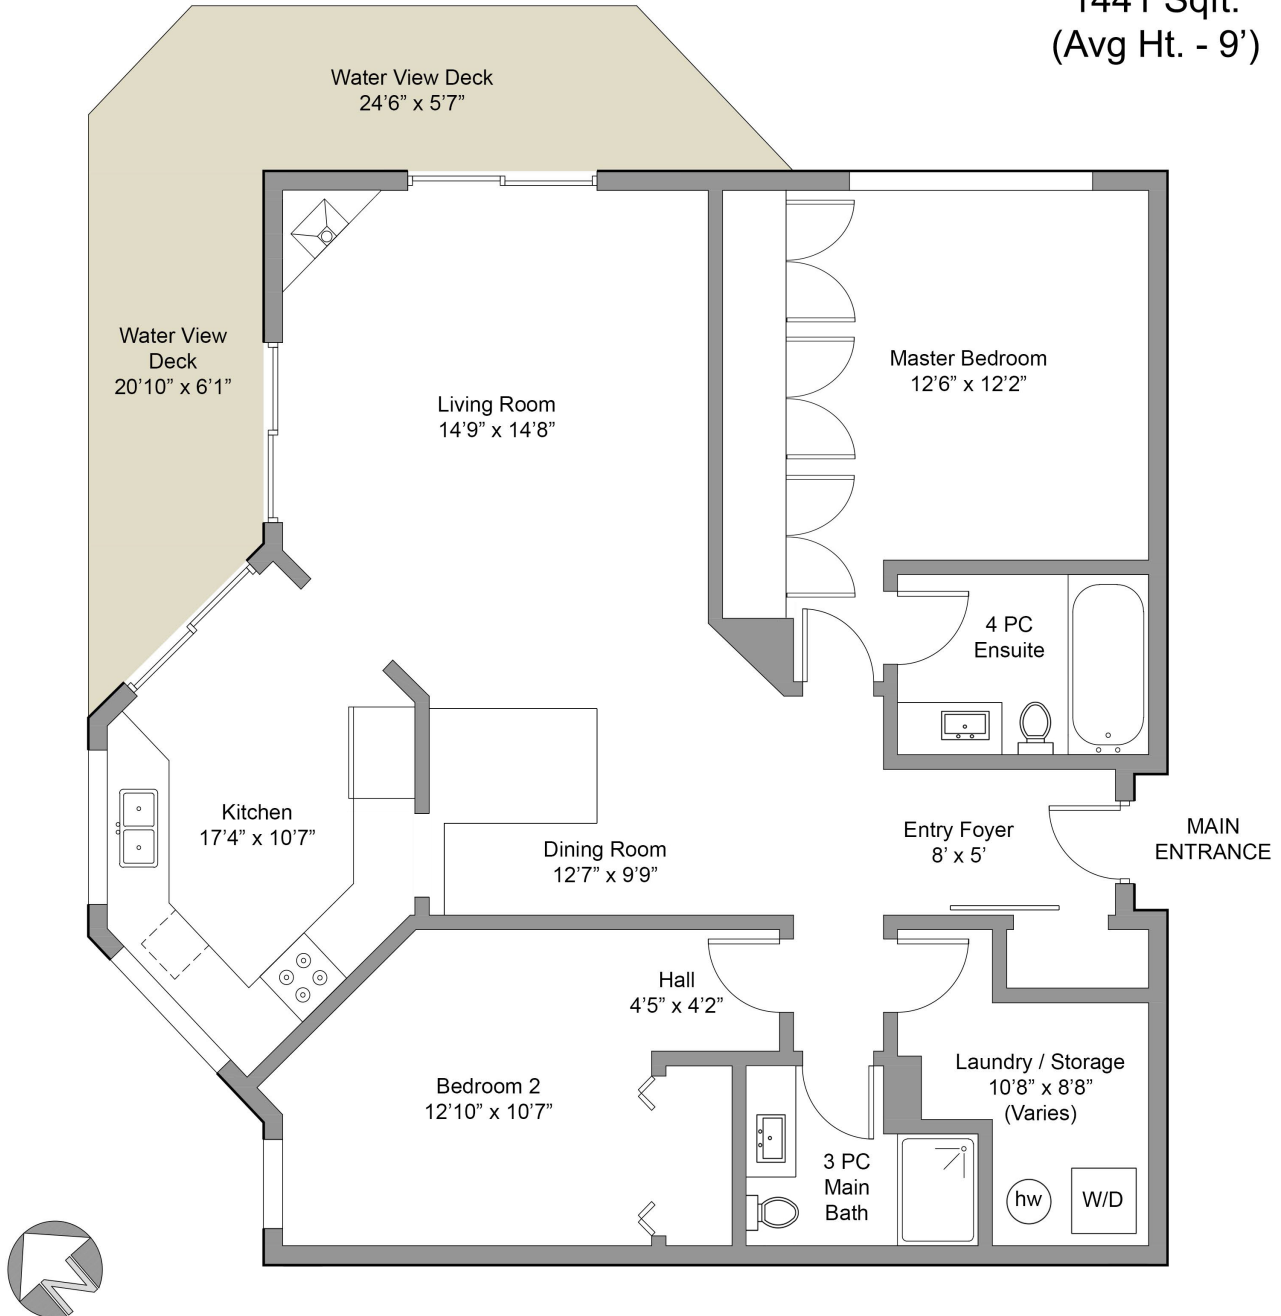 1441 Sqft.
(Avg Ht. - 9’)
Water View Deck
24’6” x 5’7”
Water View
Deck
20’10” x 6’1”
Living Room
14’9” x 14’8”
Master Bedroom
12’6” x 12’2”
4 PC
Ensuite
Kitchen
17’4” x 10’7”
Dining Room
12’7” x 9’9”
Entry Foyer
8’ x 5’
MAIN
ENTRANCE
Hall
4’5” x 4’2”
Bedroom 2
12’10” x 10’7”
Laundry / Storage
10’8” x 8’8”
(Varies)
3 PC
Main
Bath
hw
W/D
N